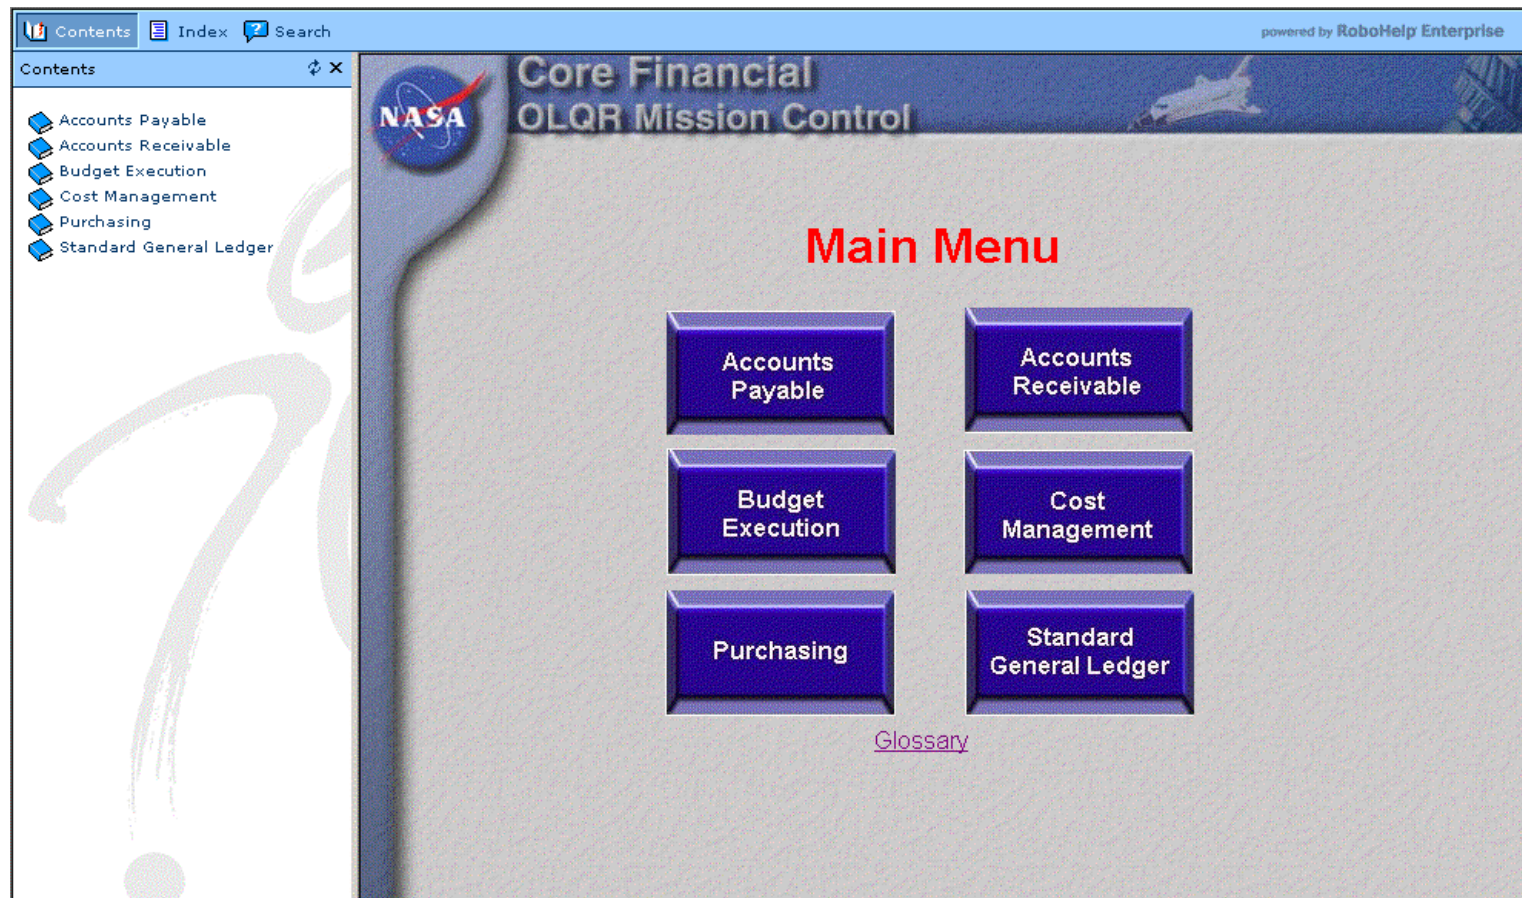 Contents Index Search
powered by RoboHelp Enterprise
Contents
Accounts Payable
Accounts Receivable
Budget Execution
Cost Management
Purchasing
Standard General Ledger
NASA
Core Financial
OLQR Mission Control
Main Menu
Accounts
Payable
Accounts
Receivable
Budget
Execution
Cost
Management
Purchasing
Standard
General Ledger
Glossary